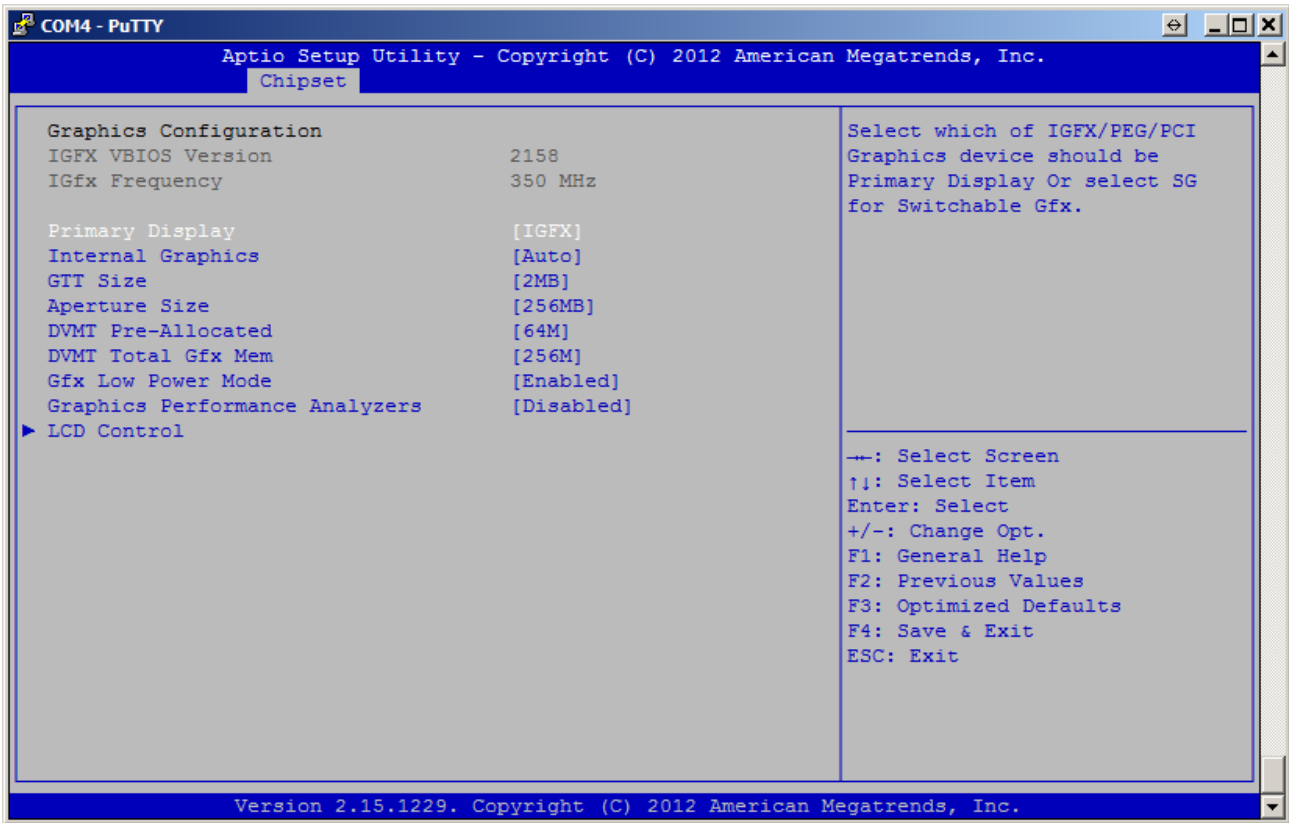 COM4 - PuTTY
Aptio Setup Utility - Copyright (C) 2012 American Megatrends, Inc.
Chipset
Graphics Configuration
IGFX VBIOS Version 2158
IGfx Frequency 350 MHz
Primary Display [IGFX]
Internal Graphics [Auto]
GTT Size [2MB]
Aperture Size [256MB]
DVMT Pre-Allocated [64M]
DVMT Total Gfx Mem [256M]
Gfx Low Power Mode [Enabled]
Graphics Performance Analyzers [Disabled]
► LCD Control
Select which of IGFX/PEG/PCI
Graphics device should be
Primary Display Or select SG
for Switchable Gfx.
→←: Select Screen
↑↓: Select Item
Enter: Select
+/-: Change Opt.
F1: General Help
F2: Previous Values
F3: Optimized Defaults
F4: Save & Exit
ESC: Exit
Version 2.15.1229. Copyright (C) 2012 American Megatrends, Inc.